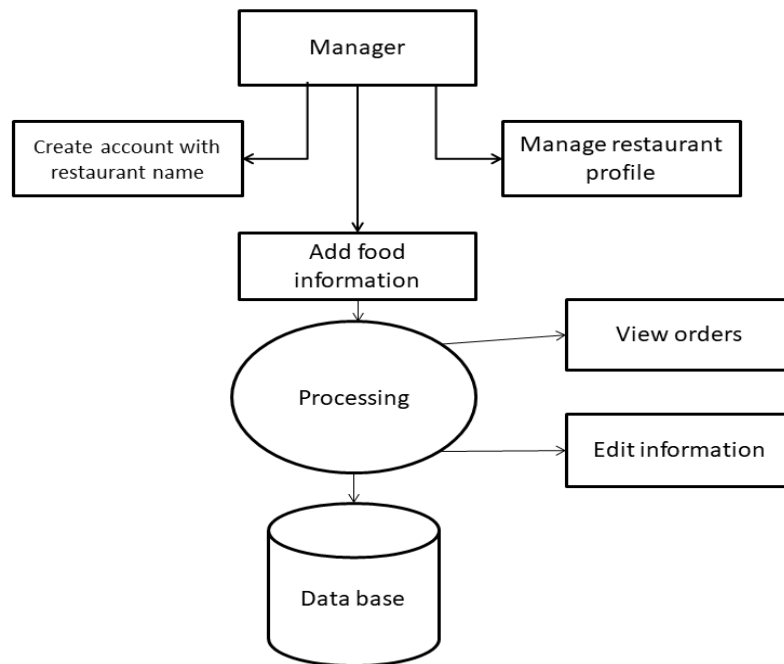 Manager
Create account with
restaurant name
Manage restaurant
profile
Add food
information
View orders
Processing
Edit information
Data base